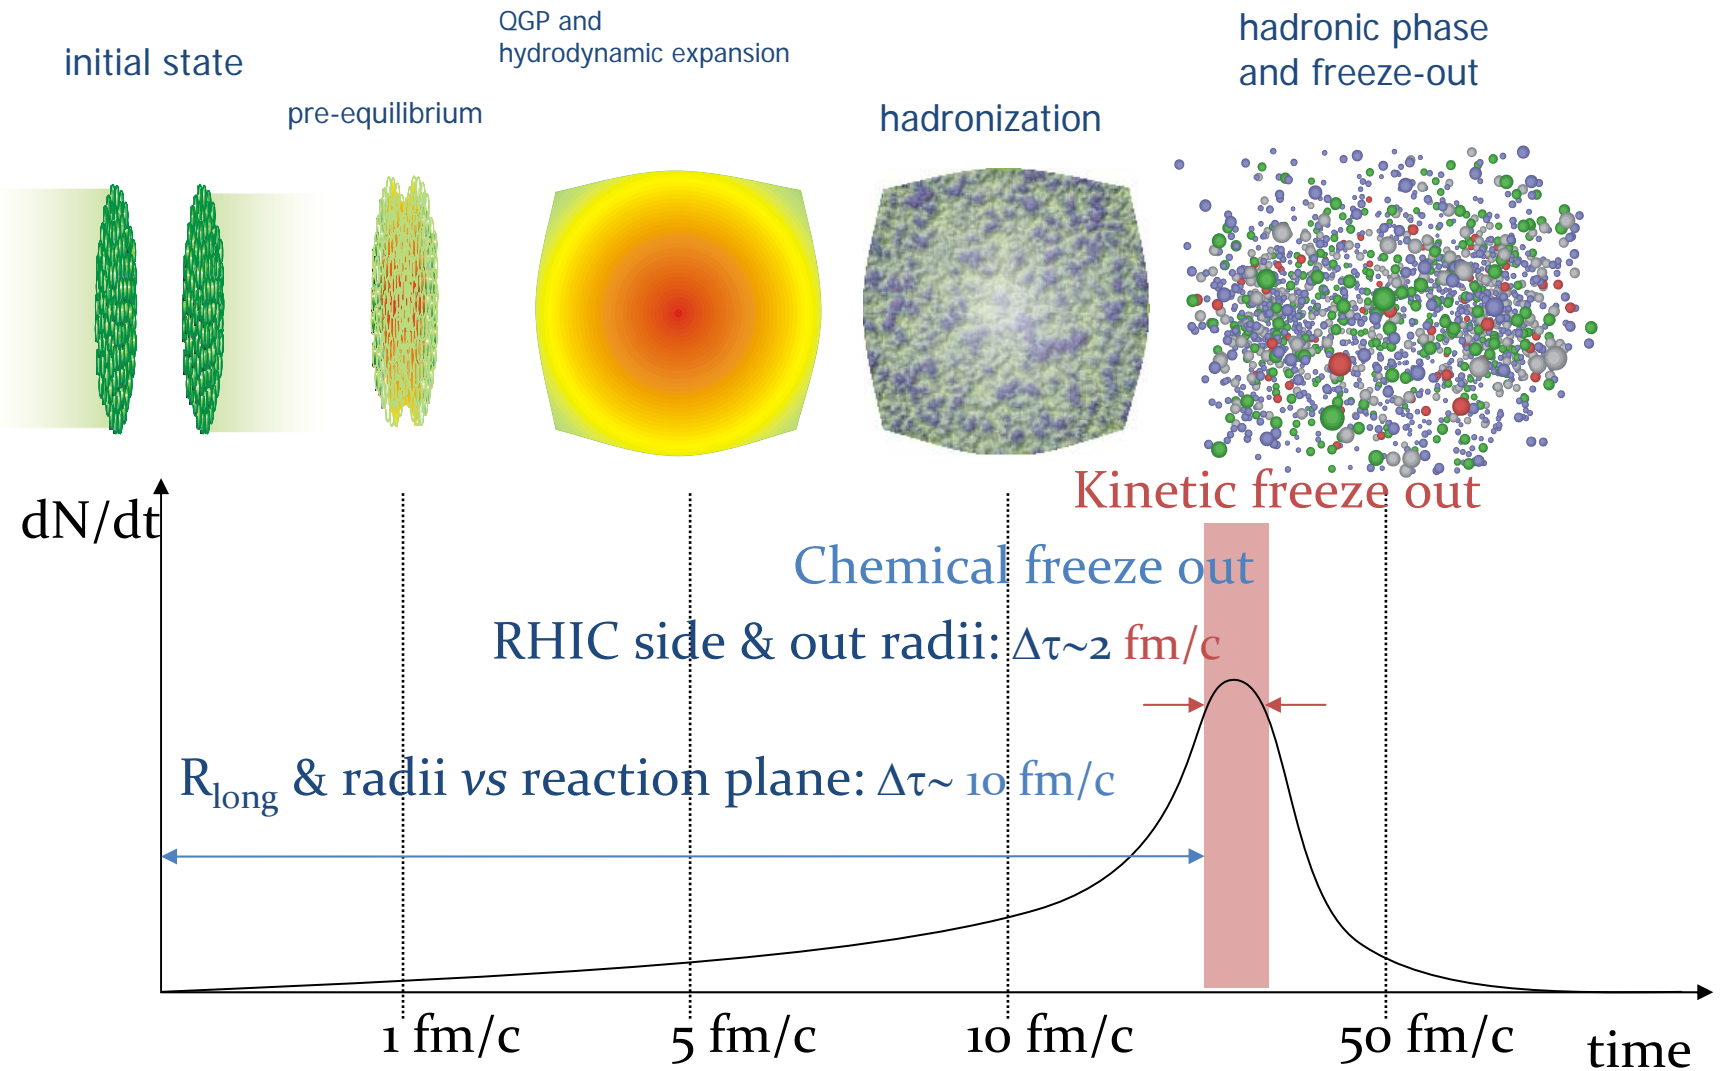 initial state
pre-equilibrium
QGP and
hydrodynamic expansion
hadronization
hadronic phase
and freeze-out
dN/dt
Kinetic freeze out
Chemical freeze out
RHIC side & out radii: Δτ~2 fm/c
Rlong & radii vs reaction plane: Δτ~ 10 fm/c
1 fm/c
5 fm/c
10 fm/c
50 fm/c
time